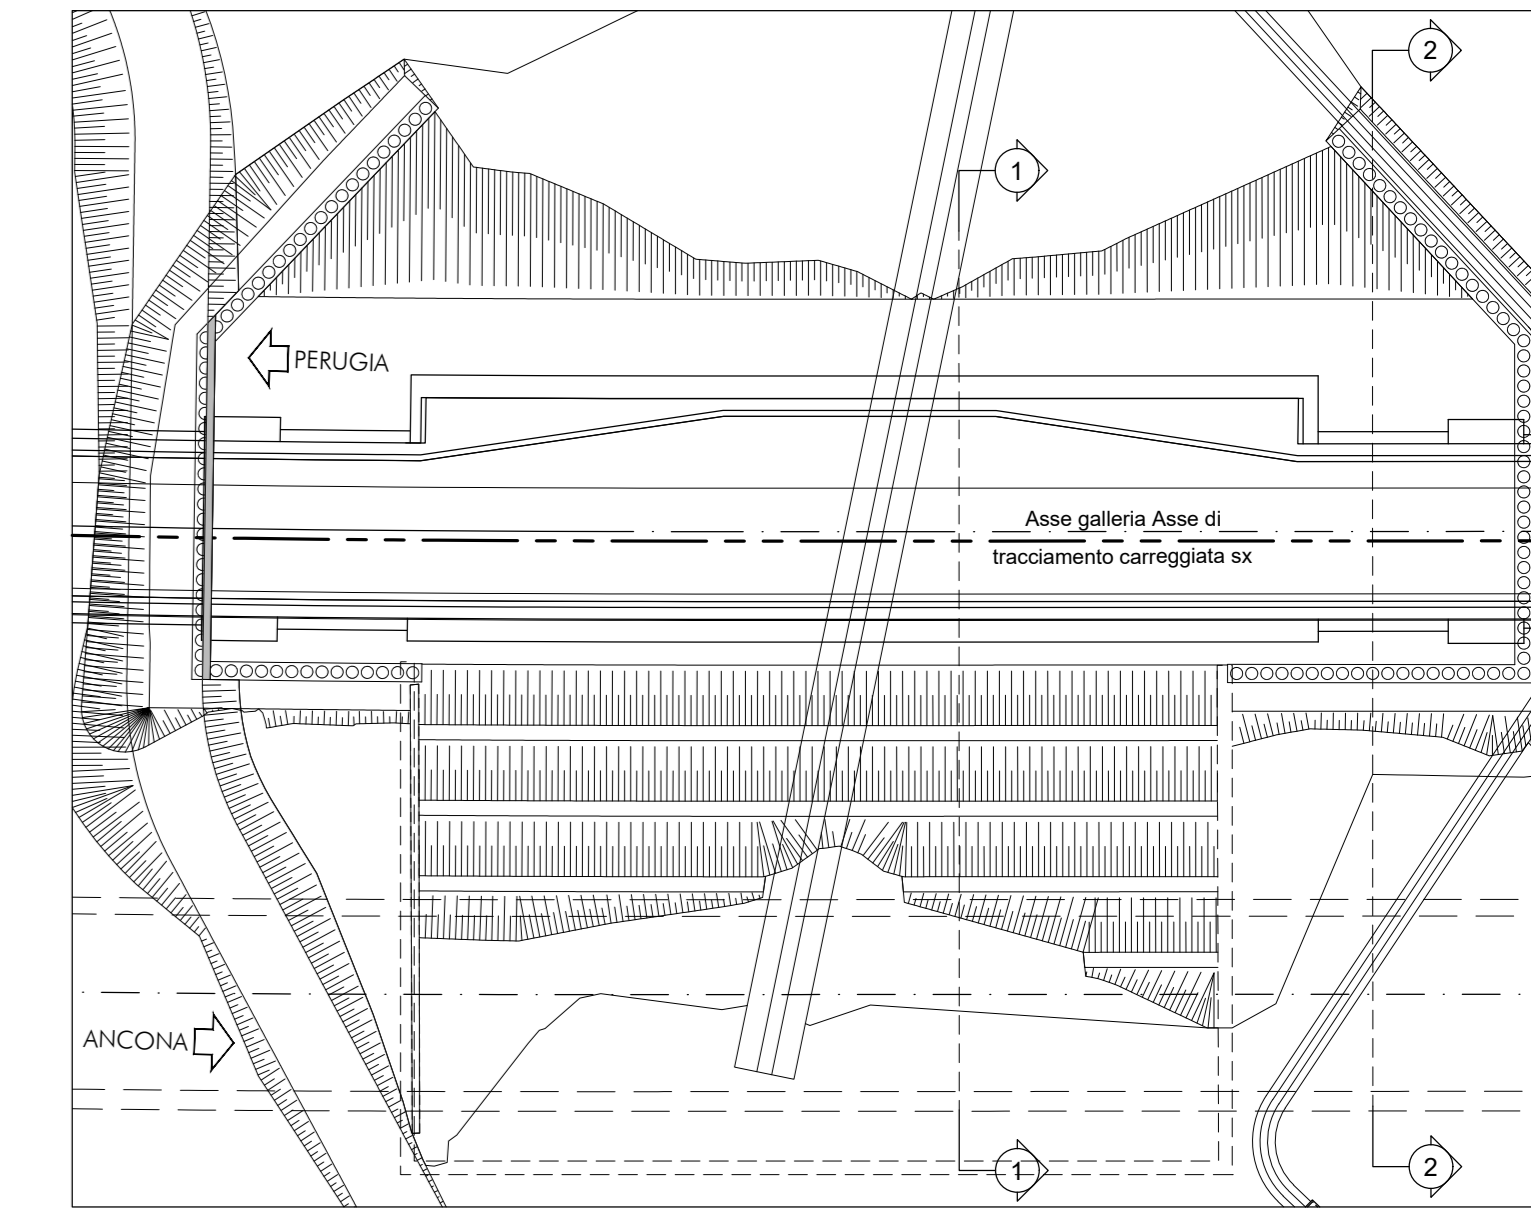 2
1
PERUGIA
Asse galleria Asse di
tracciamento carreggiata sx
ANCONA
1
2